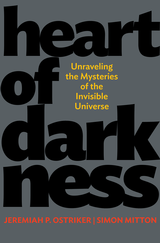 heart
of
dark
ness
Unraveling
the Mysteries
of the
Invisible
Universe
JEREMIAH P. OSTRIKER | SIMON MITTON